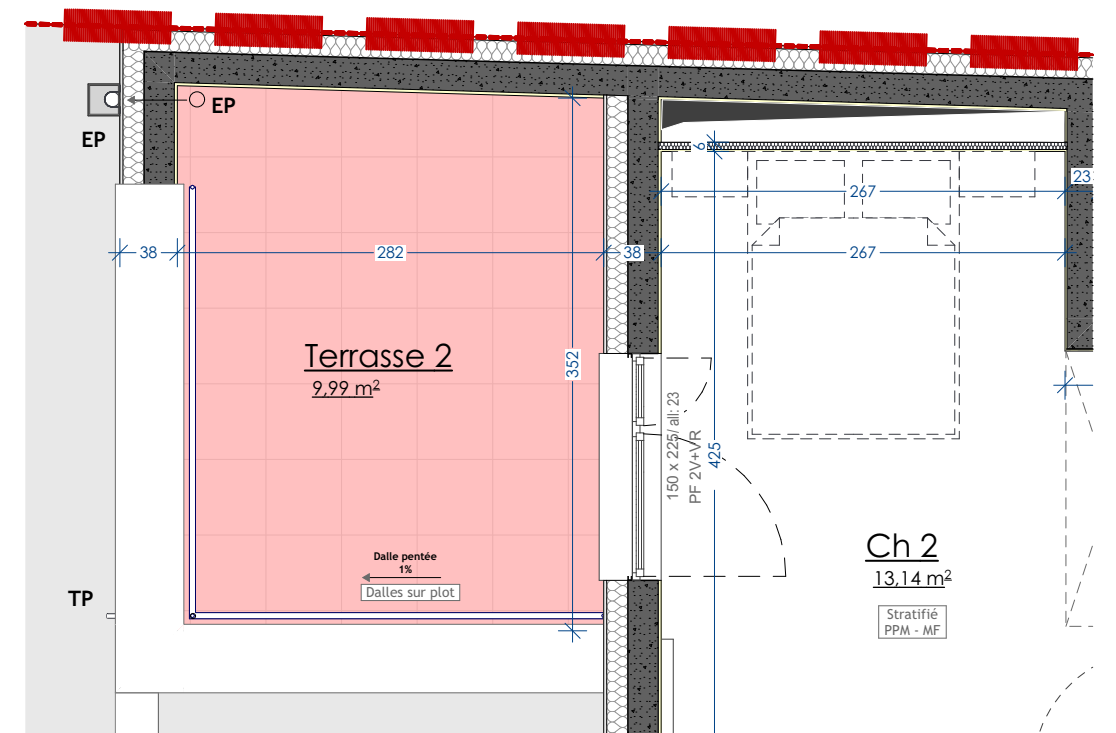 EP
EP
6
267
23
38
282
38
267
Terrasse 2
9,99 m²
352
150 x 225/ all: 23
PF 2V+VR
425
Ch 2
13,14 m²
Dalle pentée
1%
Dalles sur plot
TP
Stratifié
PPM - MF